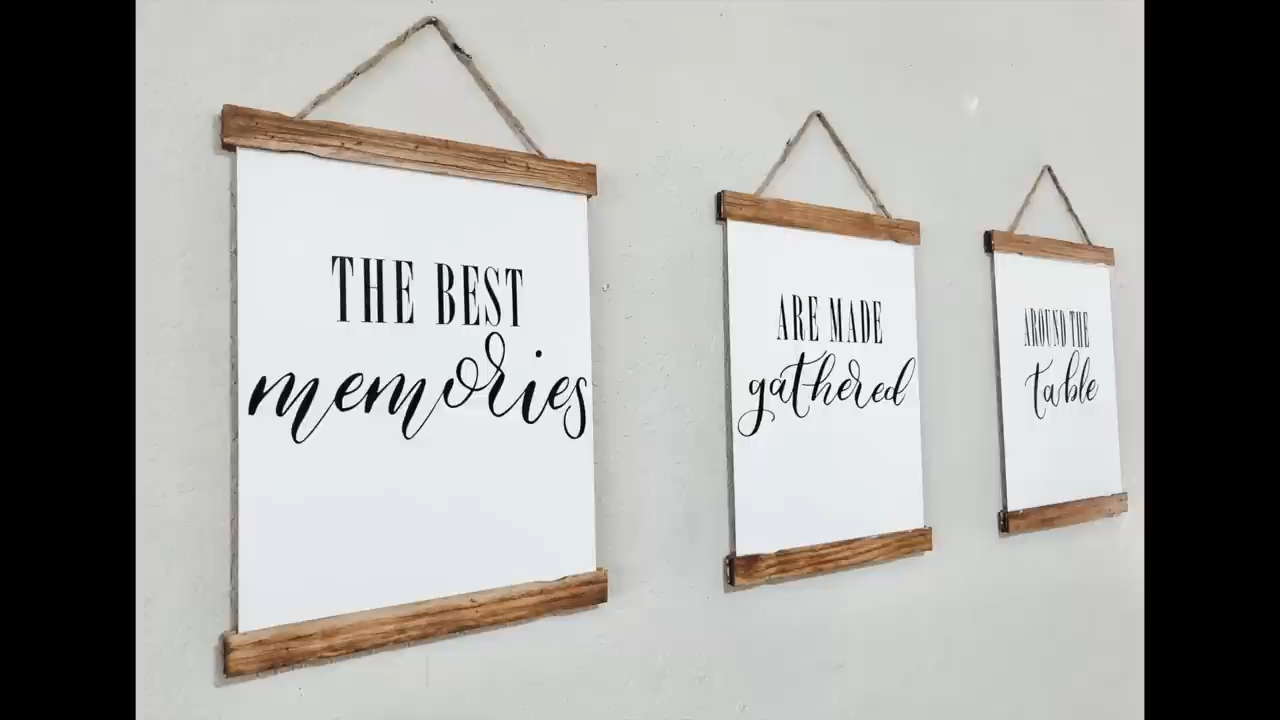 THE BEST
memories
ARE MADE
gathered
AROUND THE
table